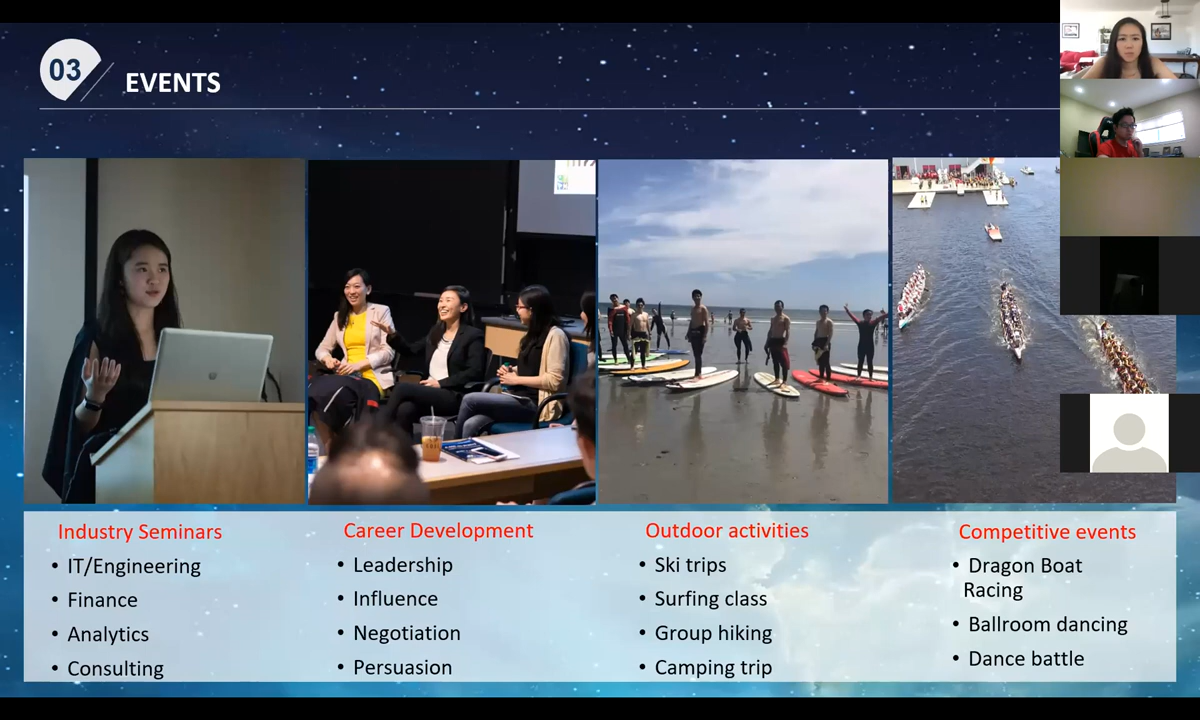 03
EVENTS
Industry Seminars
• IT/Engineering
• Finance
• Analytics
• Consulting
Career Development
• Leadership
• Influence
• Negotiation
• Persuasion
Outdoor activities
• Ski trips
• Surfing class
• Group hiking
• Camping trip
Competitive events
• Dragon Boat
Racing
• Ballroom dancing
• Dance battle